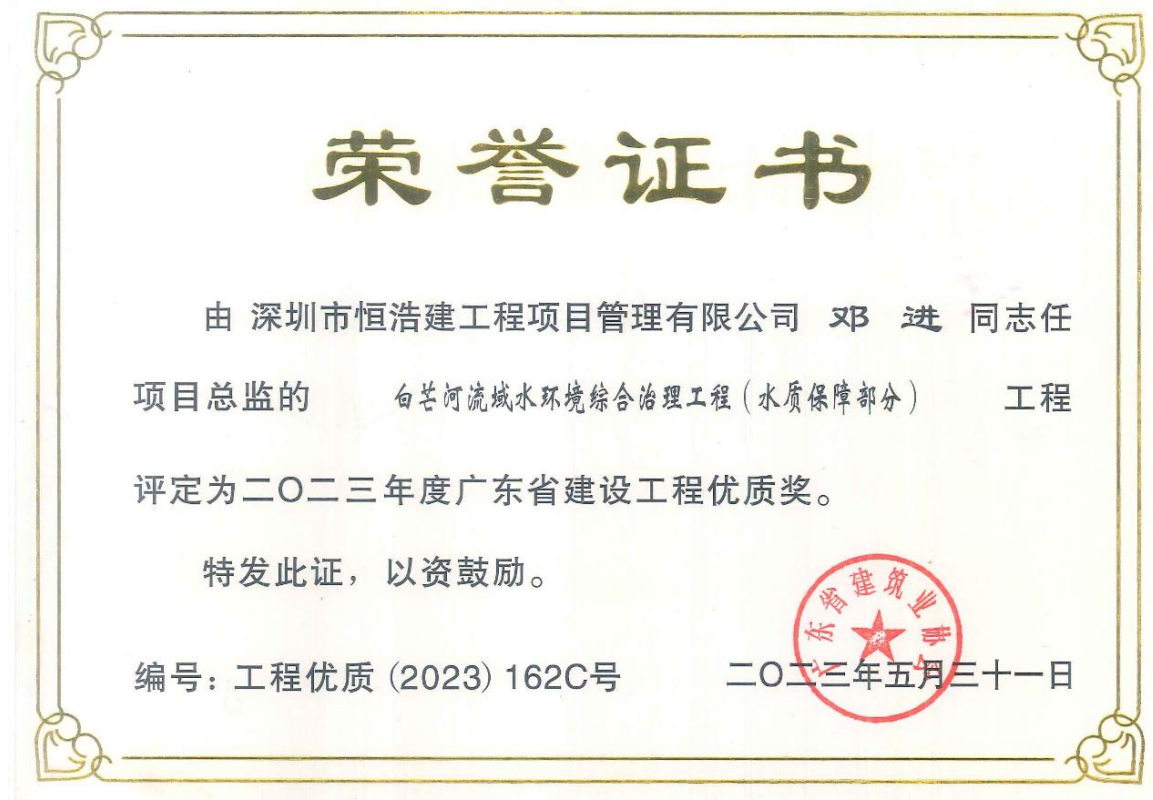 荣誉证书
由 深圳市恒浩建工程项目管理有限公司 邓 进 同志任
项目总监的 白芒河流域水环境综合治理工程(水质保障部分) 工程
评定为二〇二三年度广东省建设工程优质奖。
特发此证，以资鼓励。
广东省建筑业协会
编号：工程优质 (2023) 162C号 二〇二三年五月三十一日